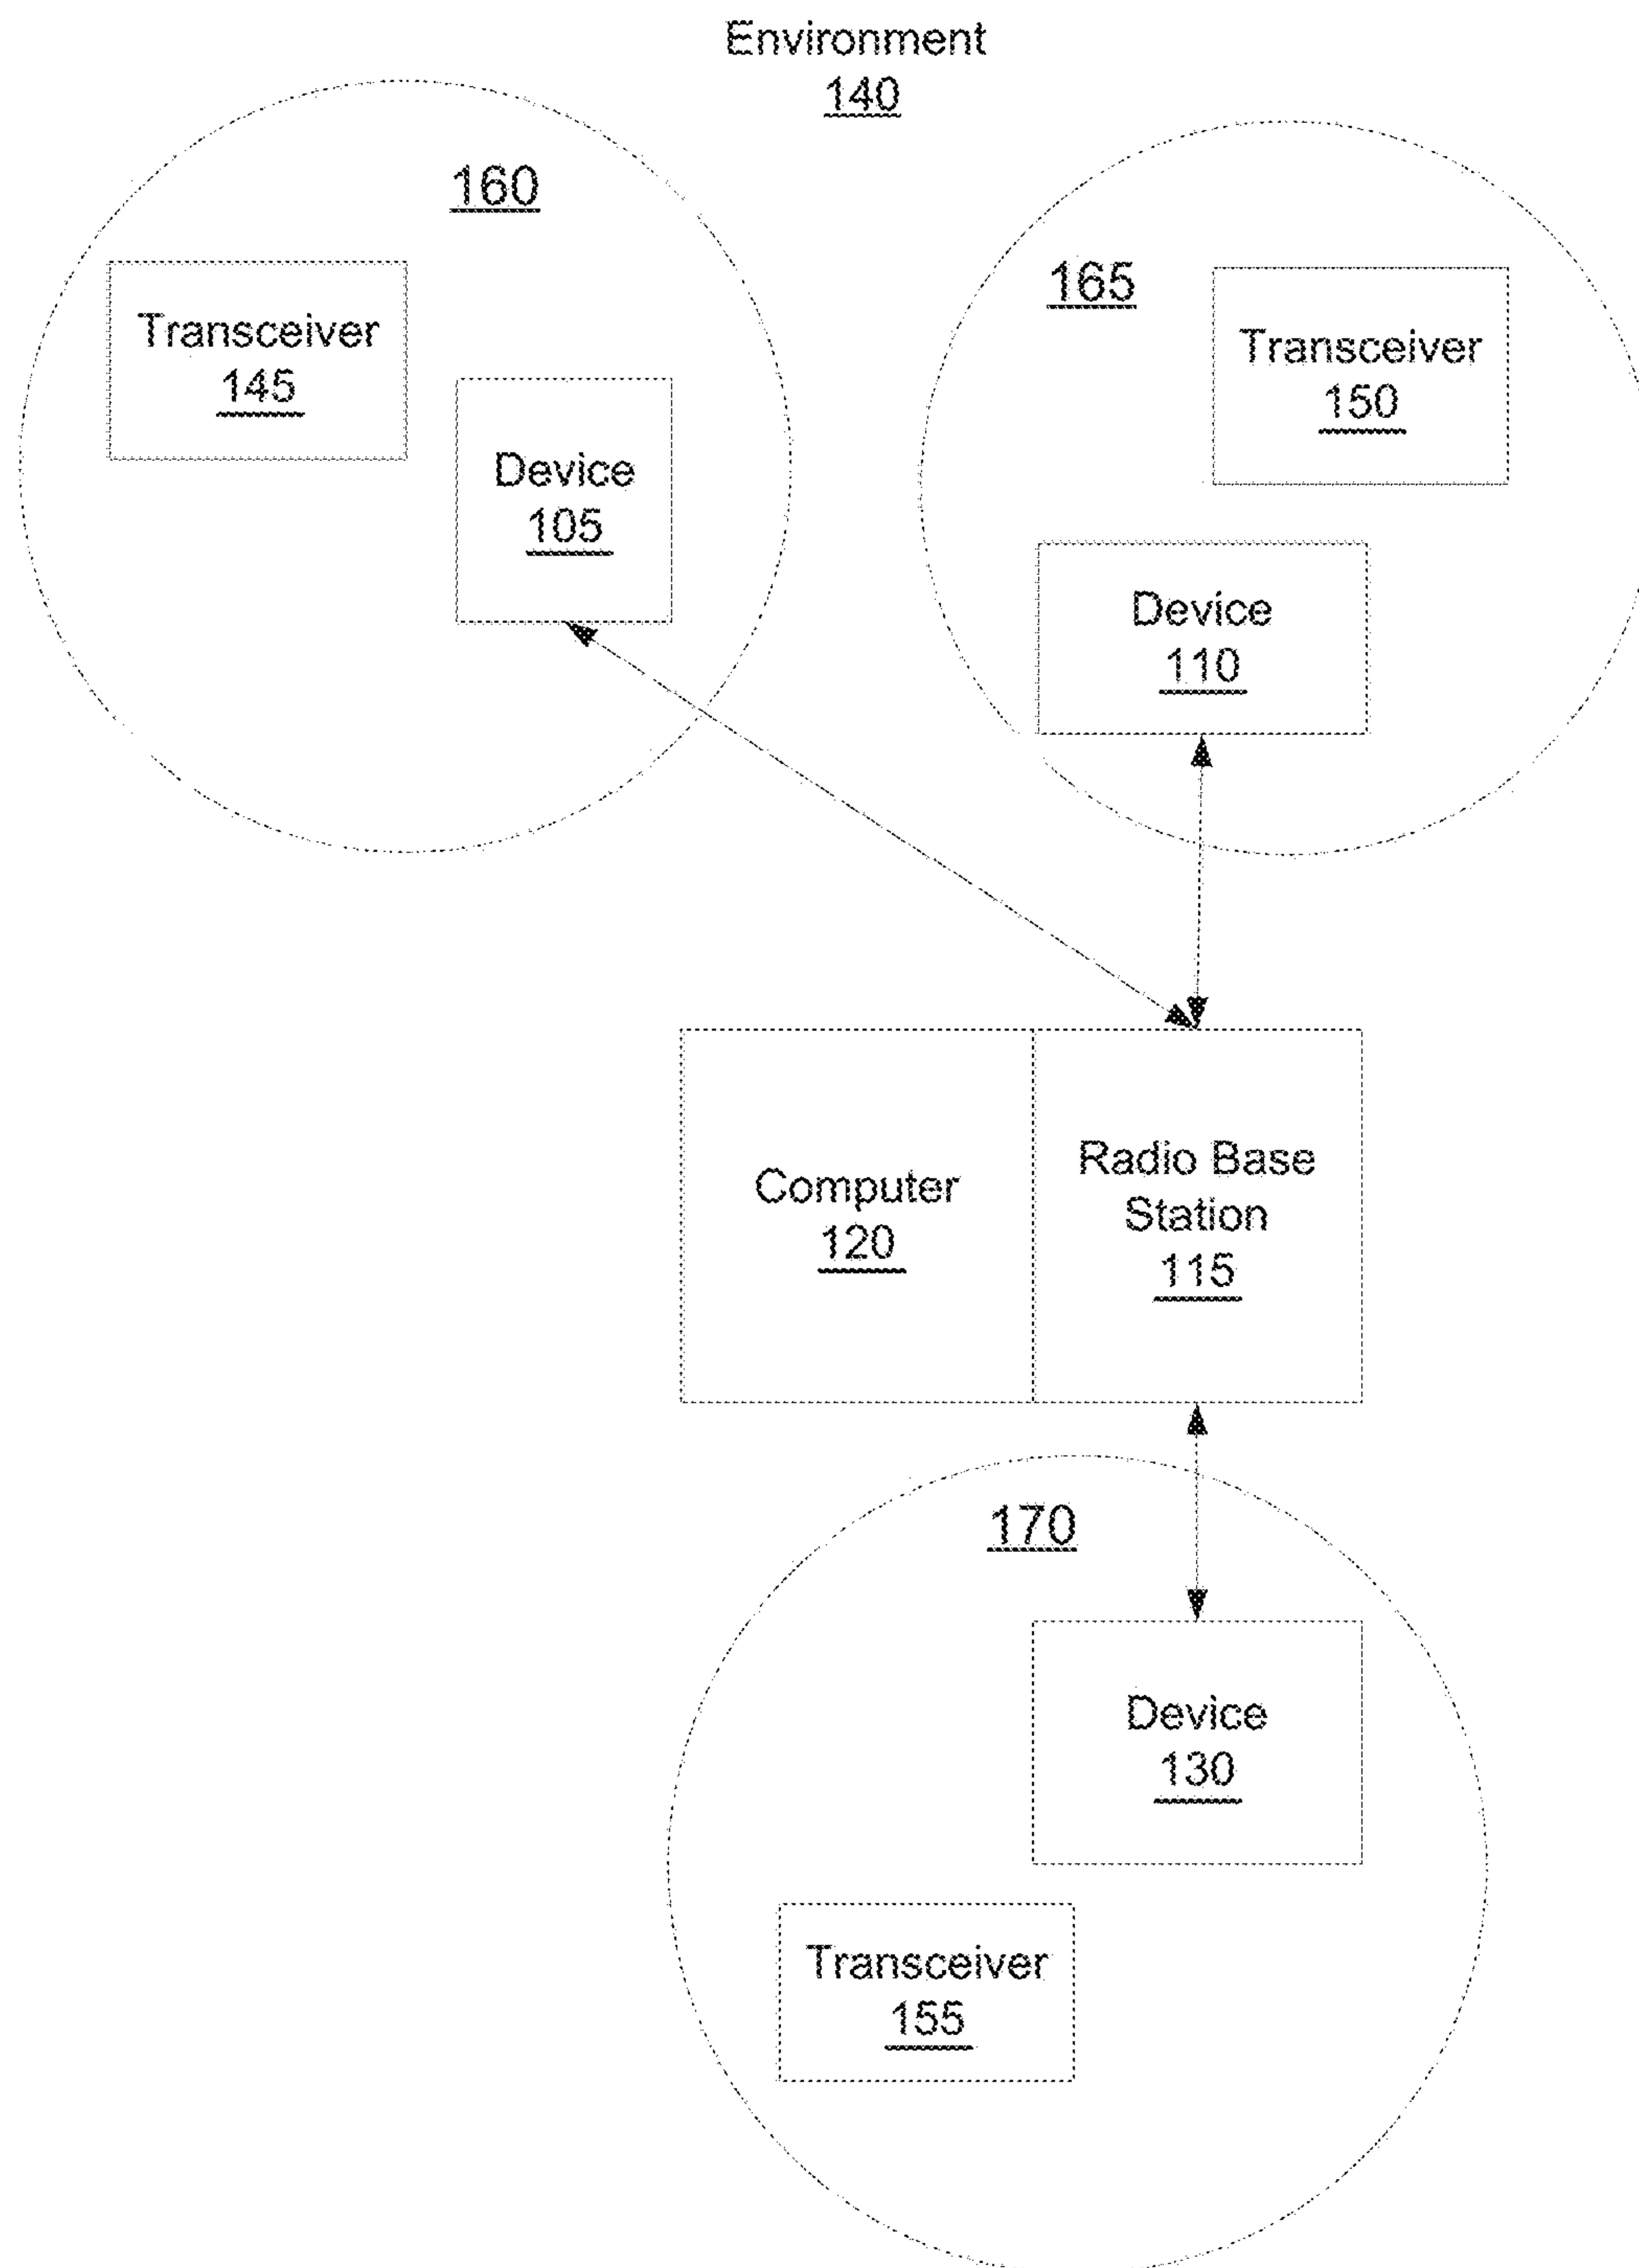 Environment
140
160
Transceiver
145
Device
105
165
Transceiver
150
Device
110
Computer
120
Radio Base
Station
115
170
Device
130
Transceiver
155